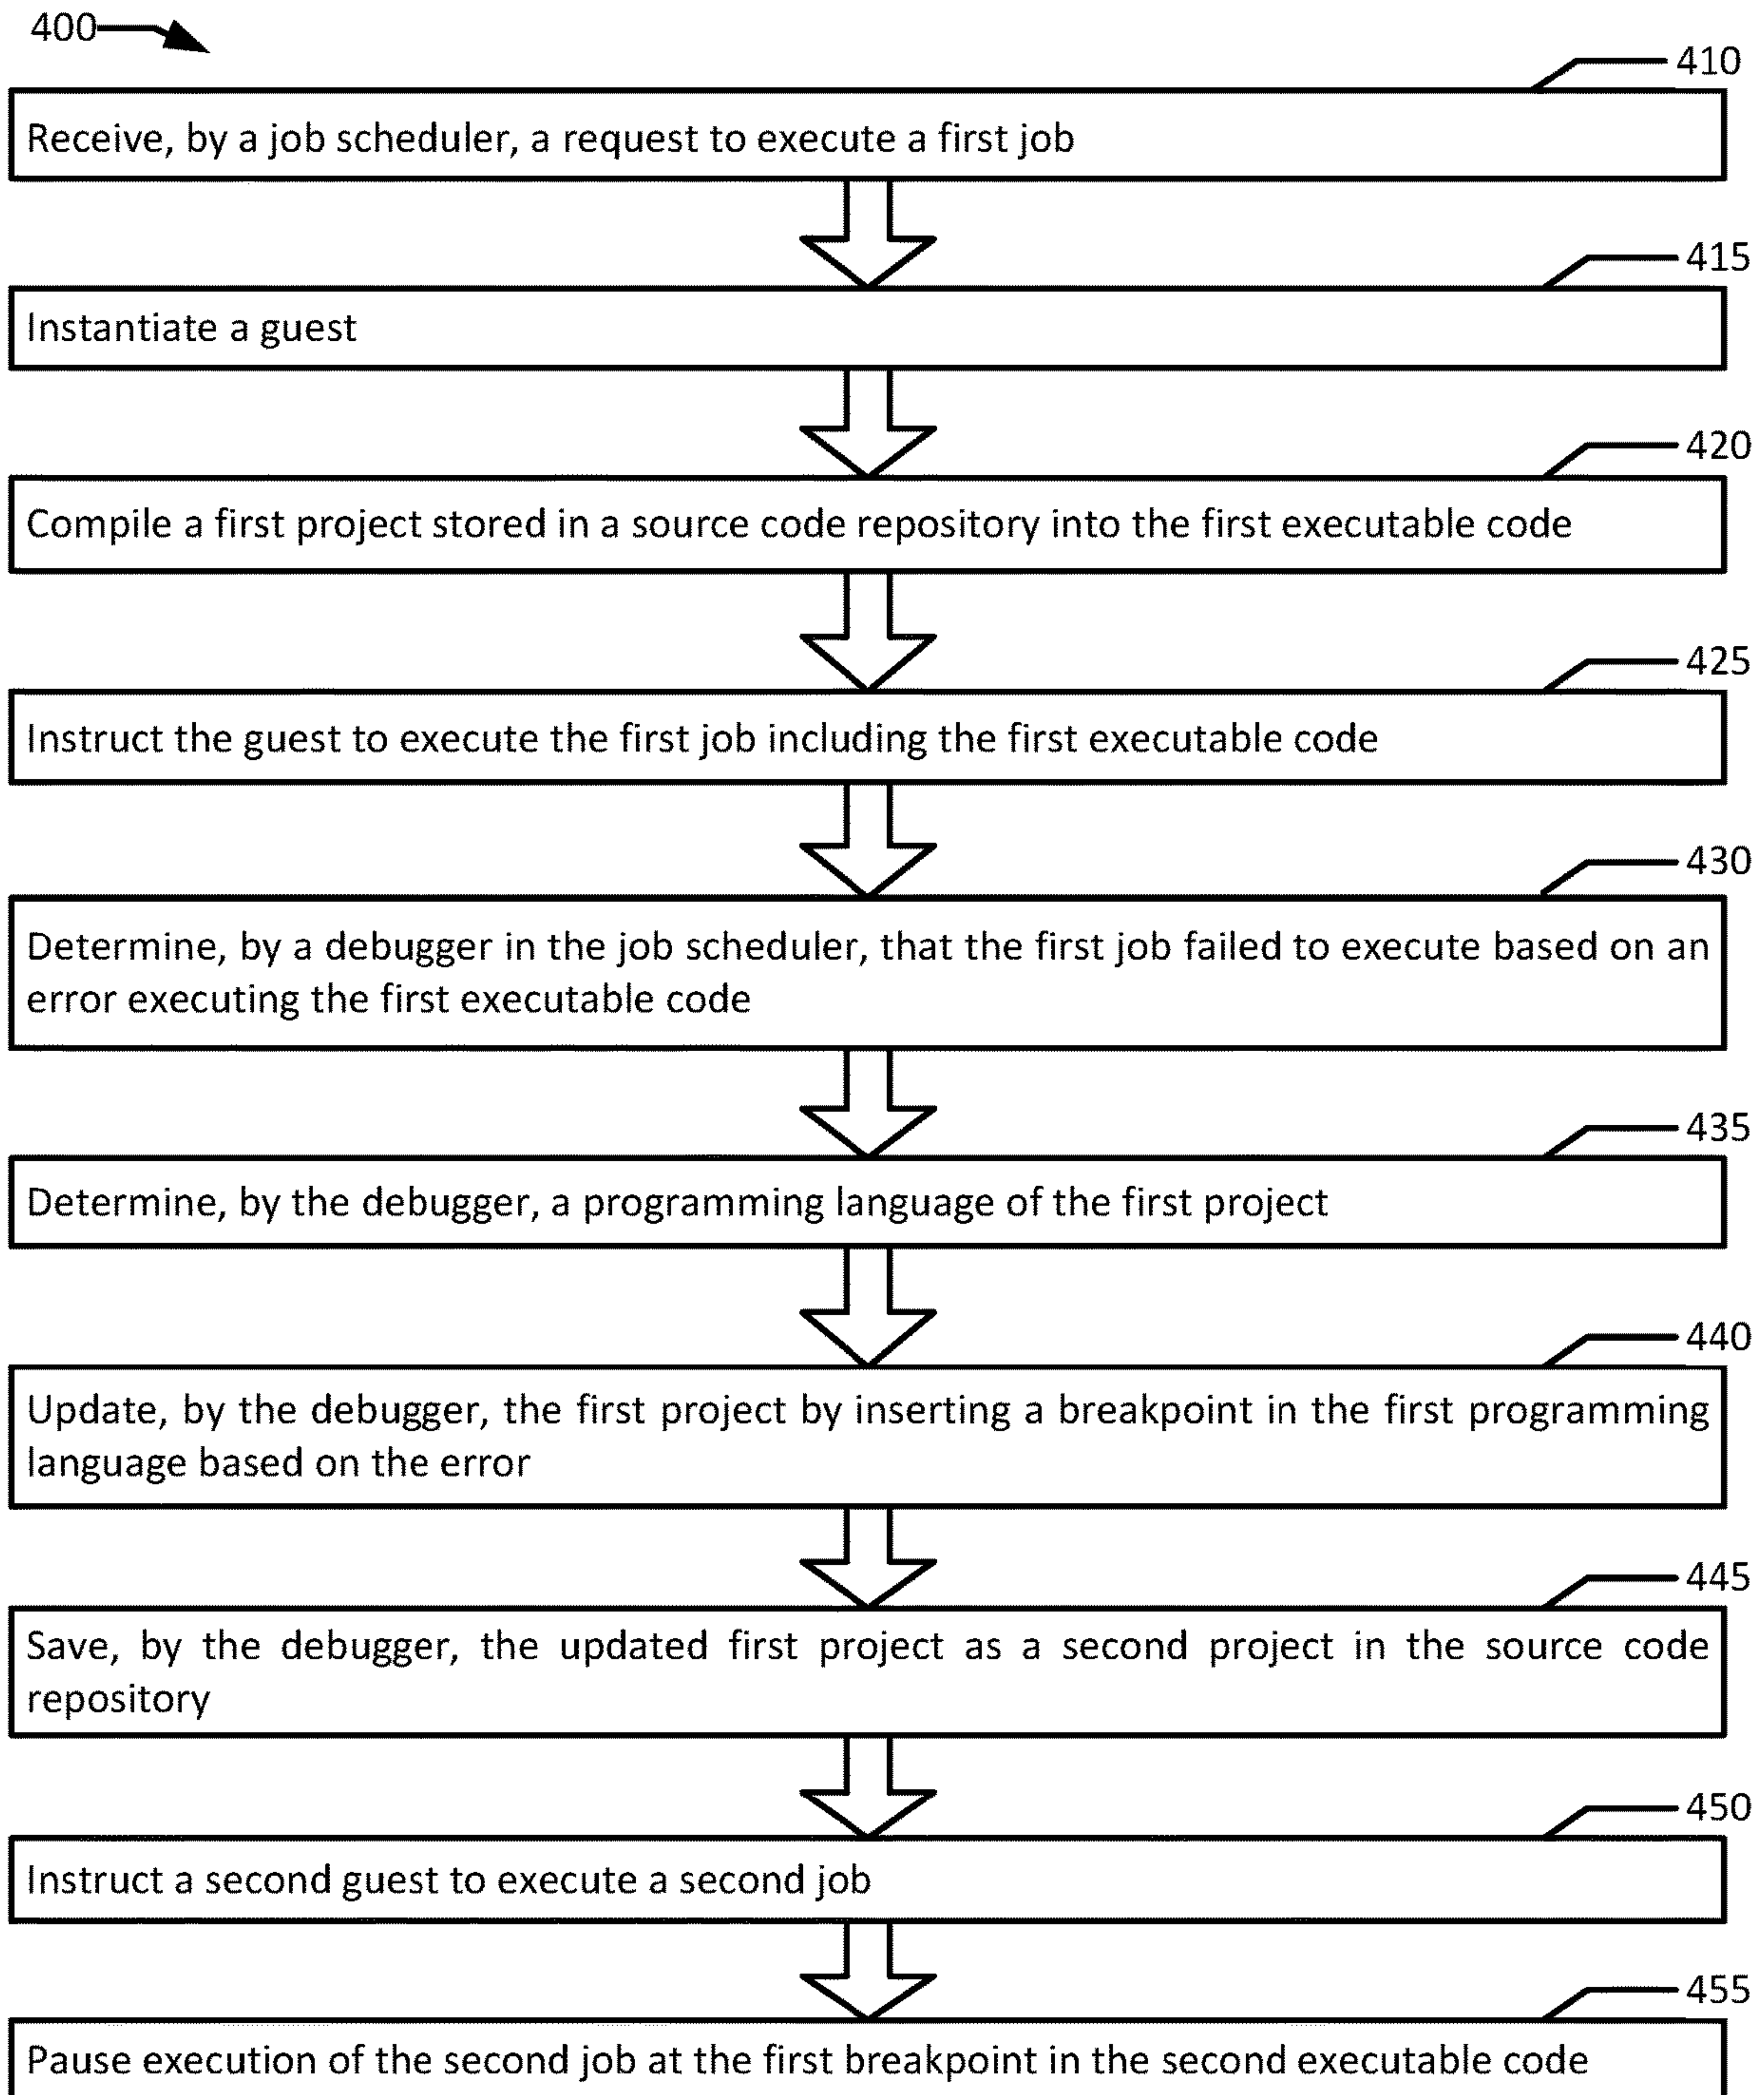 400
410
Receive, by a job scheduler, a request to execute a first job
415
Instantiate a guest
420
Compile a first project stored in a source code repository into the first executable code
425
Instruct the guest to execute the first job including the first executable code
430
Determine, by a debugger in the job scheduler, that the first job failed to execute based on an
error executing the first executable code
435
Determine, by the debugger, a programming language of the first project
440
Update, by the debugger, the first project by inserting a breakpoint in the first programming
language based on the error
445
Save, by the debugger, the updated first project as a second project in the source code
repository
450
Instruct a second guest to execute a second job
455
Pause execution of the second job at the first breakpoint in the second executable code